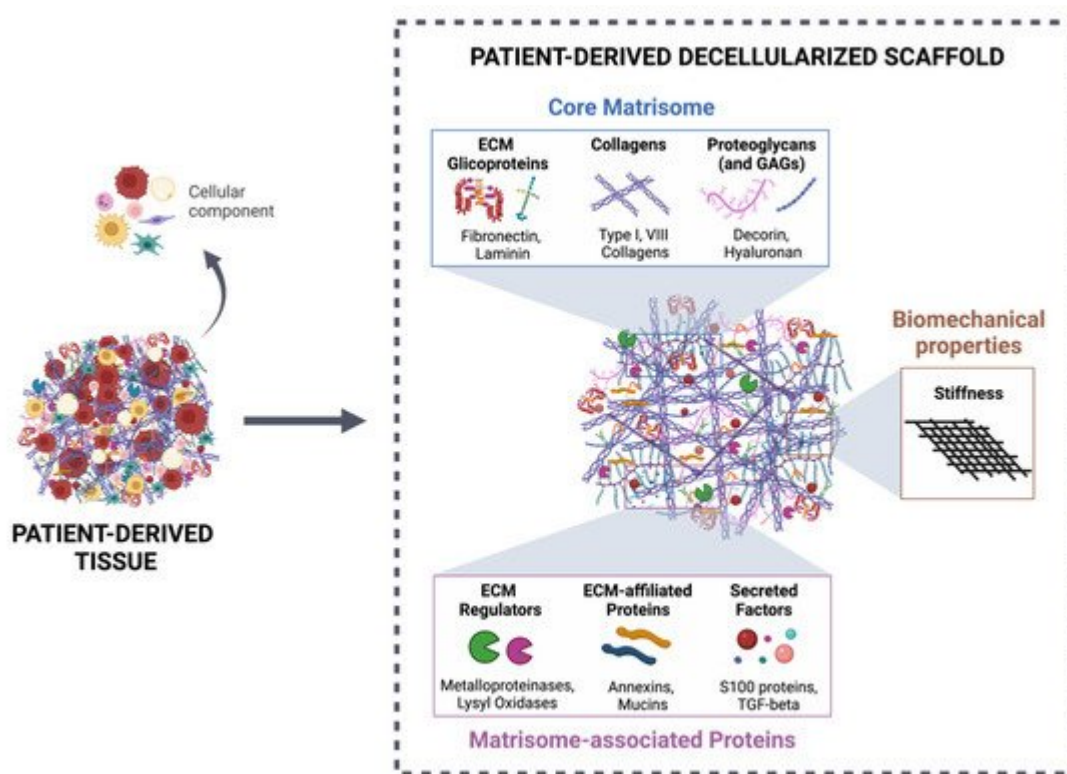 PATIENT-DERIVED DECELLULARIZED SCAFFOLD
Core Matrisome
ECM
Glicoproteins
Fibronectin,
Laminin
Collagens
Type I, VIII
Collagens
Proteoglycans
(and GAGs)
Decorin,
Hyaluronan
Cellular
component
PATIENT-DERIVED
TISSUE
Biomechanical
properties
Stiffness
ECM
Regulators
Metalloproteinases,
Lysyl Oxidases
ECM-affiliated
Proteins
Annexins,
Mucins
Secreted
Factors
S100 proteins,
TGF-beta
Matrisome-associated Proteins